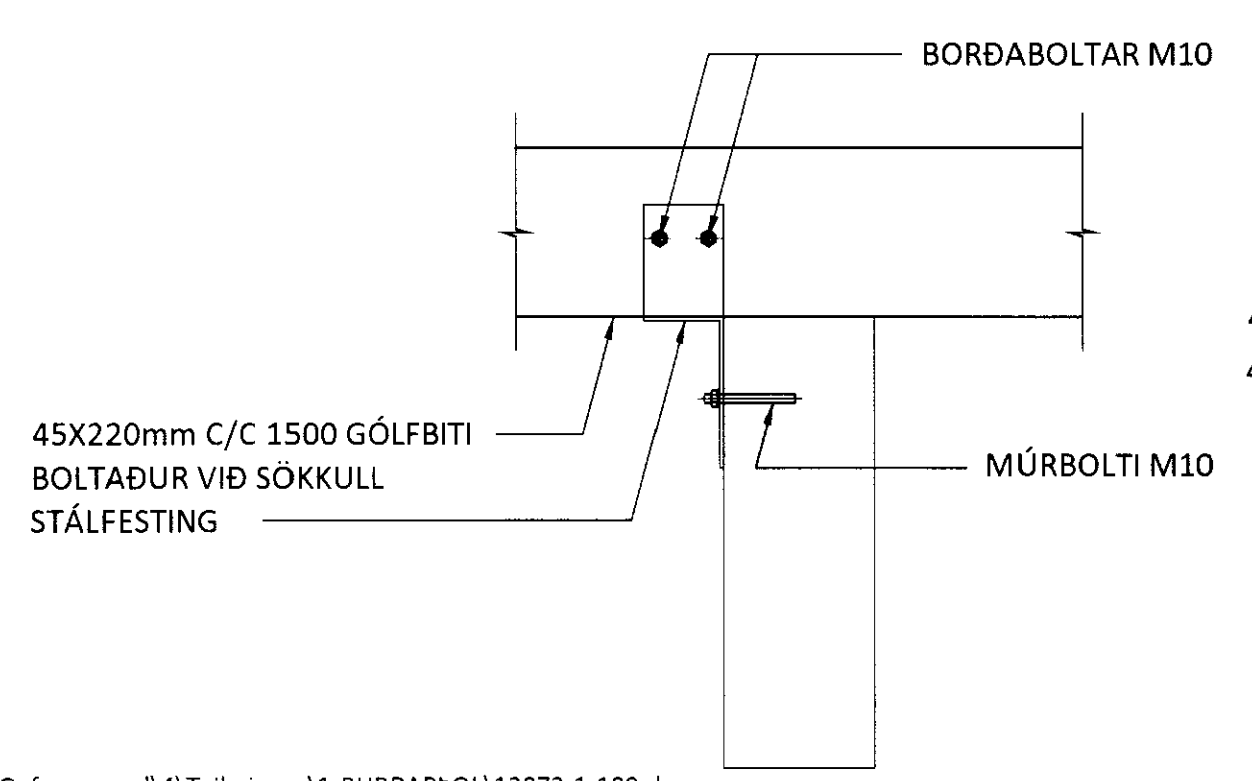 BORÐABOLTAR M10
45X220mm C/C 1500 GÓLFBITI
BOLTAÐUR VIÐ SÖKKULL
STÁLFESTING
MÚRBOLTI M10